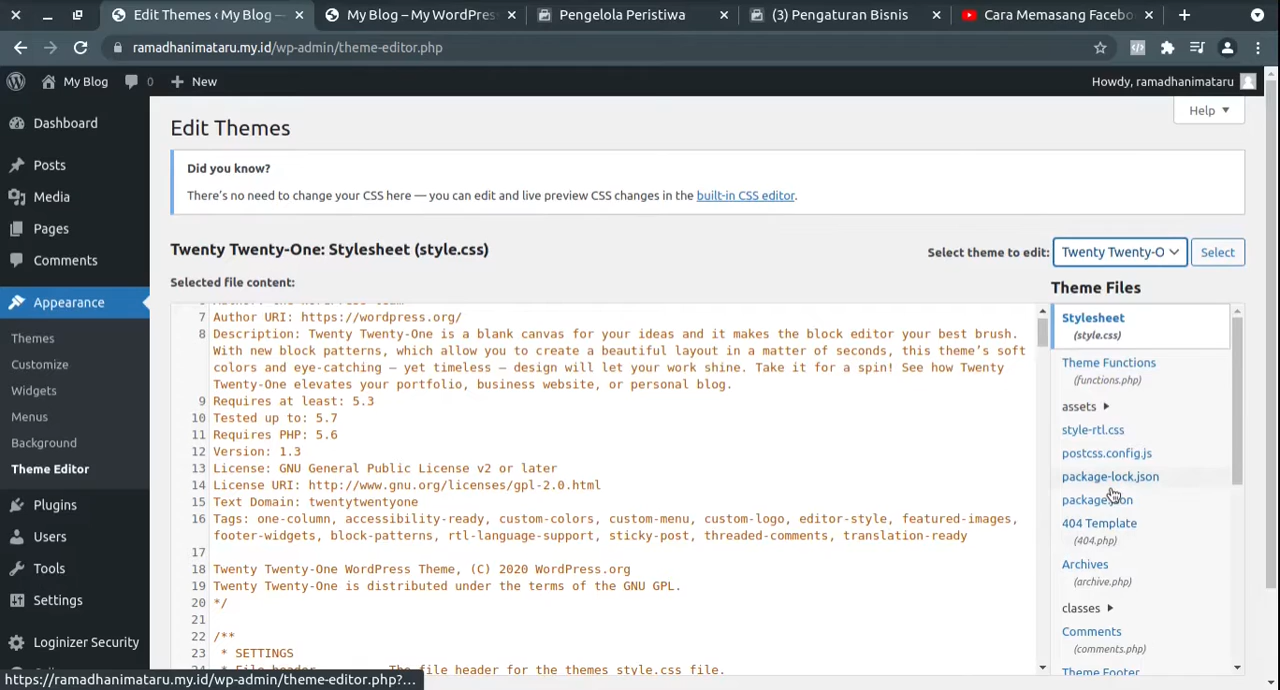 Edit Themes ‹ My Blog —
My Blog – My WordPres
Pengelola Peristiwa
(3) Pengaturan Bisnis
Cara Memasang Facebo
ramadhanimataru.my.id/wp-admin/theme-editor.php
My Blog
0
New
Howdy, ramadhanimataru
Dashboard
Posts
Media
Pages
Comments
Appearance
Themes
Customize
Widgets
Menus
Background
Theme Editor
Plugins
Users
Tools
Settings
Loginizer Security
Help
Edit Themes
Did you know?
There's no need to change your CSS here — you can edit and live preview CSS changes in the built-in CSS editor.
Twenty Twenty-One: Stylesheet (style.css)
Select theme to edit:
Twenty Twenty-O
Select
Selected file content:
7 Author URI: https://wordpress.org/
8 Description: Twenty Twenty-One is a blank canvas for your ideas and it makes the block editor your best brush.
With new block patterns, which allow you to create a beautiful layout in a matter of seconds, this theme's soft
colors and eye-catching — yet timeless — design will let your work shine. Take it for a spin! See how Twenty
Twenty-One elevates your portfolio, business website, or personal blog.
9 Requires at least: 5.3
10 Tested up to: 5.7
11 Requires PHP: 5.6
12 Version: 1.3
13 License: GNU General Public License v2 or later
14 License URI: http://www.gnu.org/licenses/gpl-2.0.html
15 Text Domain: twentytwentyone
16 Tags: one-column, accessibility-ready, custom-colors, custom-menu, custom-logo, editor-style, featured-images,
footer-widgets, block-patterns, rtl-language-support, sticky-post, threaded-comments, translation-ready
17
18 Twenty Twenty-One WordPress Theme, (C) 2020 WordPress.org
19 Twenty Twenty-One is distributed under the terms of the GNU GPL.
20 */
21
22 /**
23 * SETTINGS
24 * File header The file header for the themes style.css file.
Theme Files
Stylesheet
(style.css)
Theme Functions
(functions.php)
assets
style-rtl.css
postcss.config.js
package-lock.json
package.json
404 Template
(404.php)
Archives
(archive.php)
classes
Comments
(comments.php)
Theme Footer
https://ramadhanimataru.my.id/wp-admin/theme-editor.php?...